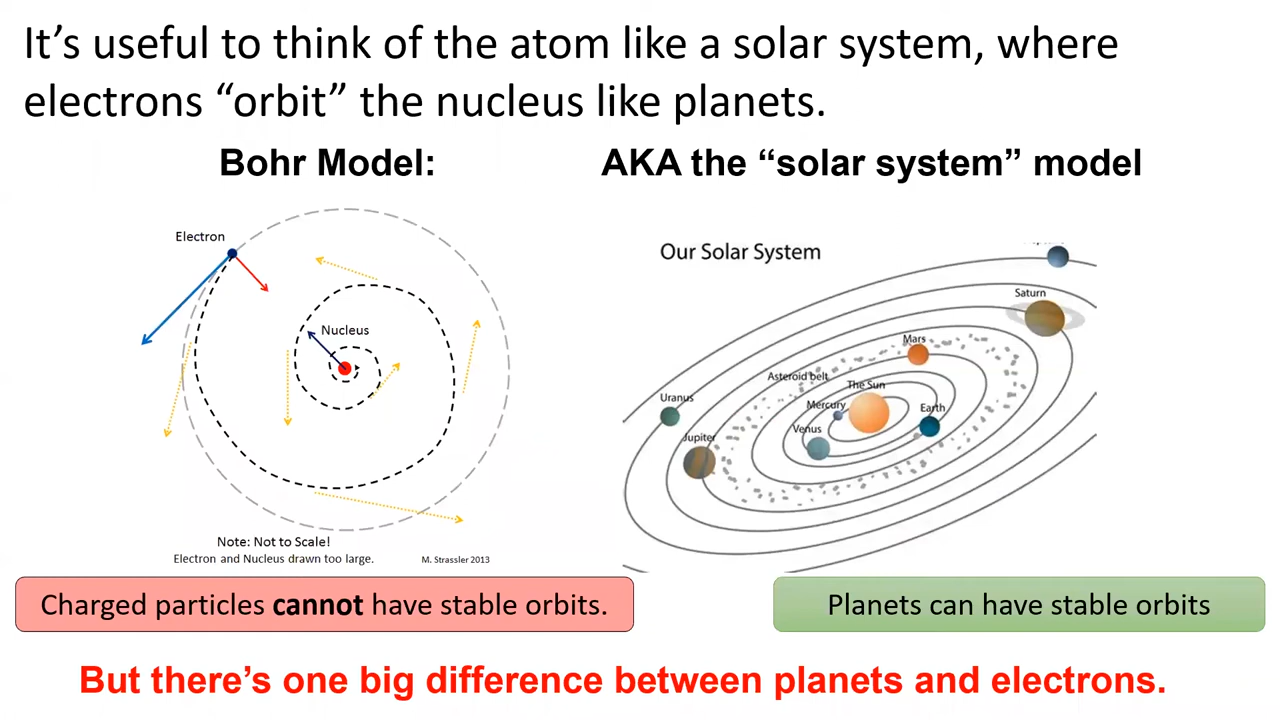 It’s useful to think of the atom like a solar system, where
electrons “orbit” the nucleus like planets.
Bohr Model:
AKA the “solar system” model
Electron
Nucleus
Note: Not to Scale!
Electron and Nucleus drawn too large.
M. Strassler 2013
Our Solar System
Saturn
Mars
Asteroid belt
The Sun
Uranus
Mercury
Earth
Venus
Jupiter
Charged particles cannot have stable orbits.
Planets can have stable orbits
But there’s one big difference between planets and electrons.